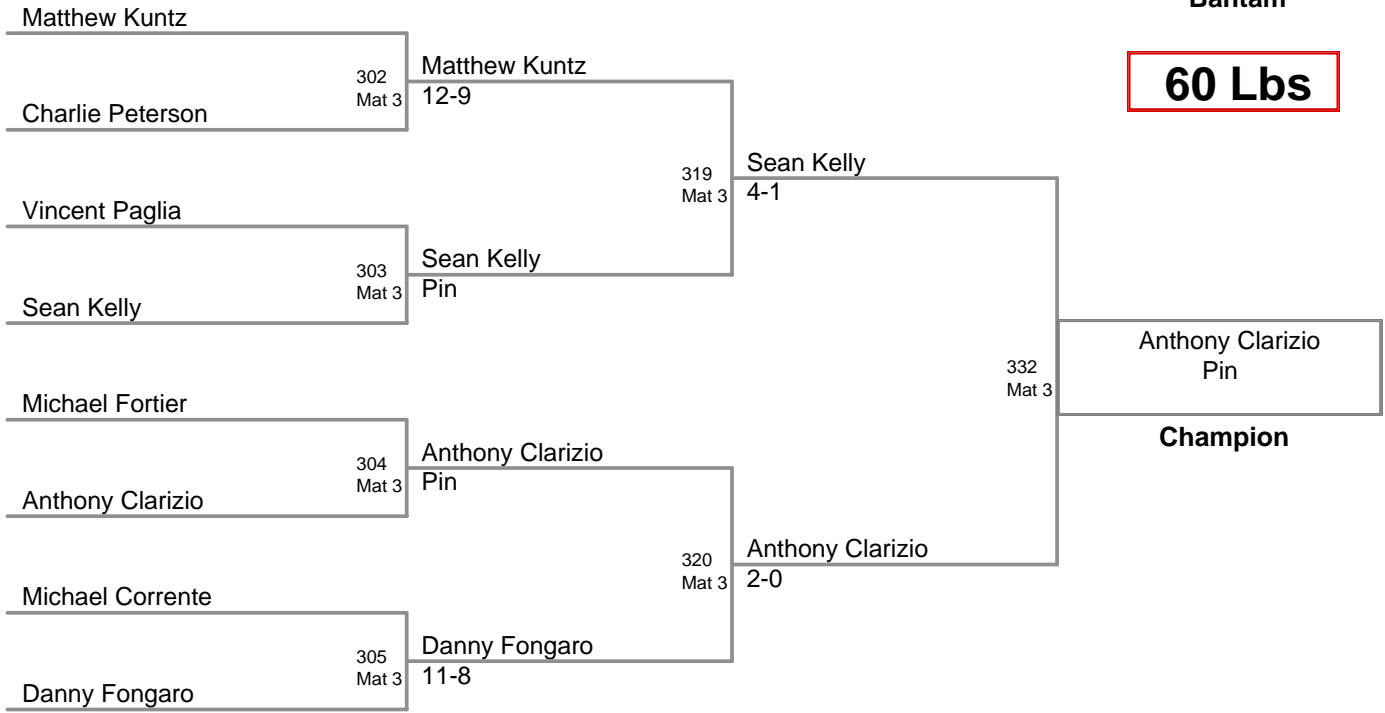 Bantam
60 Lbs
Matthew Kuntz
Charlie Peterson
302
Mat 3
Matthew Kuntz
12-9
Vincent Paglia
Sean Kelly
303
Mat 3
Sean Kelly
Pin
319
Mat 3
Sean Kelly
4-1
Michael Fortier
Anthony Clarizio
304
Mat 3
Anthony Clarizio
Pin
Michael Corrente
Danny Fongaro
305
Mat 3
Danny Fongaro
11-8
320
Mat 3
Anthony Clarizio
2-0
332
Mat 3
Anthony Clarizio
Pin
Champion